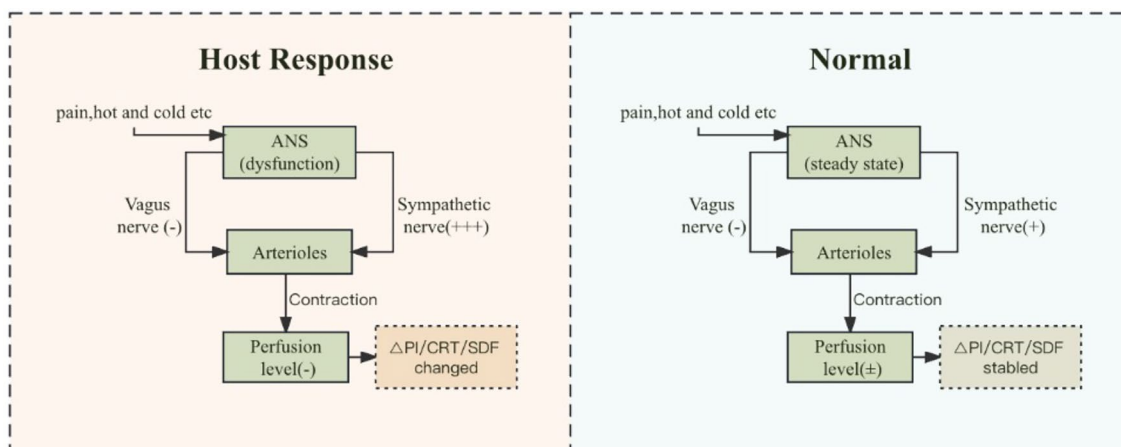 Host Response
pain,hot and cold etc
ANS
(dysfunction)
Vagus
nerve (-)
Sympathetic
nerve(+++)
Arterioles
Contraction
Perfusion
level(-)
△PI/CRT/SDF
changed
Normal
pain,hot and cold etc
ANS
(steady state)
Vagus
nerve (-)
Sympathetic
nerve(+)
Arterioles
Contraction
Perfusion
level(±)
△PI/CRT/SDF
stabled